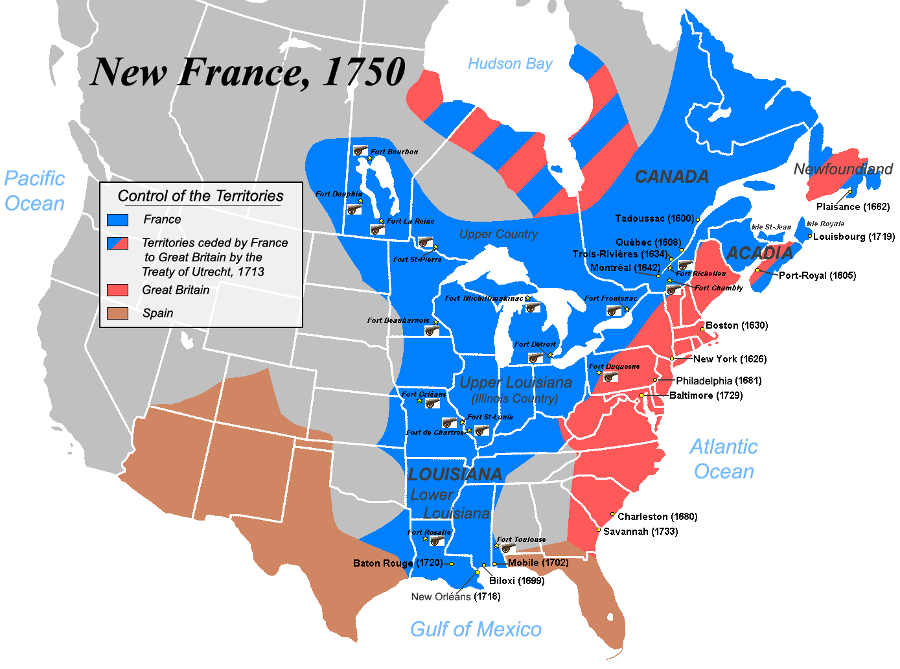 New France, 1750
Hudson Bay
Pacific
Ocean
Control of the Territories
France
Territories ceded by France
to Great Britain by the
Treaty of Utrecht, 1713
Great Britain
Spain
Fort Bourbon
Fort Dauphin
Fort La Reine
Fort St-Pierre
Upper Country
CANADA
Newfoundland
Plaisance (1662)
Tadoussac (1600)
Isle St-Jean
Isle Royale
Louisbourg (1719)
Québec (1608)
Trois-Rivières (1634)
Montréal (1642)
ACADIA
Port-Royal (1605)
Fort Richelieu
Fort Chambly
Fort Michilimacinac
Fort Frontenac
Fort Beauharnois
Boston (1630)
Fort Détroit
New York (1626)
Fort Duquesne
Philadelphia (1681)
Upper Louisiana
(Illinois Country)
Baltimore (1729)
Fort Orleans
Fort St-Louis
Fort de Chartres
Atlantic
Ocean
LOUISIANA
Lower
Louisiana
Charleston (1680)
Savannah (1733)
Fort Rosalie
Fort Toulouse
Baton Rouge (1720)
Mobile (1702)
Biloxi (1699)
New Orléans (1718)
Gulf of Mexico